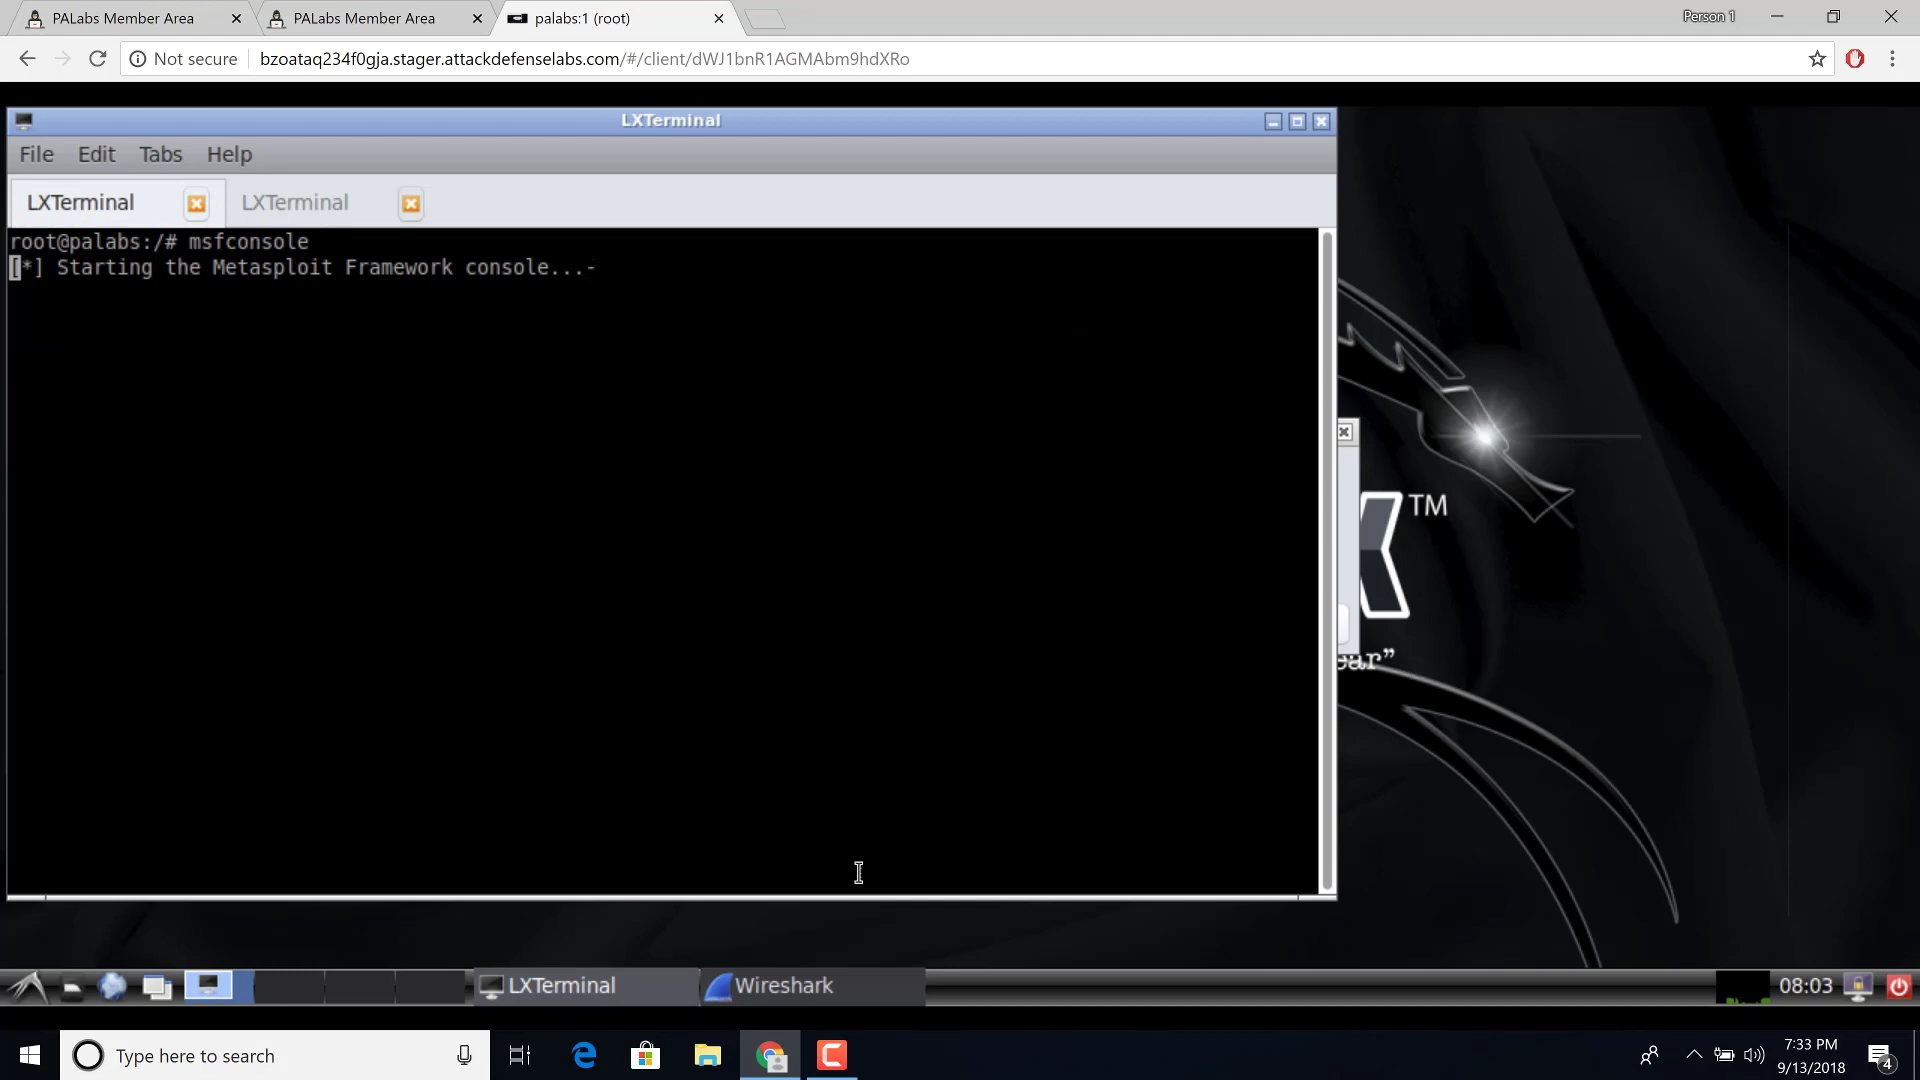 PALabs Member Area
PALabs Member Area
palabs:1 (root)
Person 1
Not secure
bzoataq234f0gja.stager.attackdefenselabs.com/#/client/dWJ1bnR1AGMAbm9hdXRo
LXTerminal
File Edit Tabs Help
LXTerminal
LXTerminal
root@palabs:/# msfconsole
[*] Starting the Metasploit Framework console...-
TM
ear”
LXTerminal
Wireshark
08:03
Type here to search
7:33 PM
9/13/2018
4